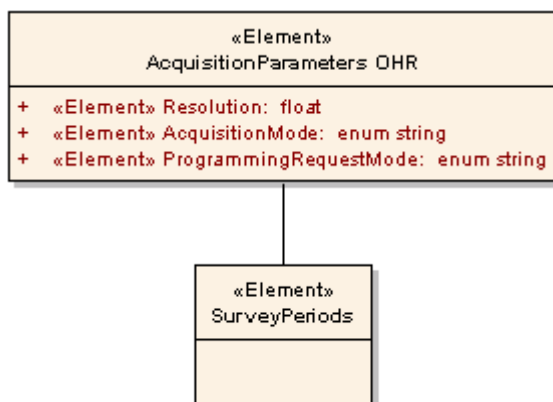 «Element»
AcquisitionParameters OHR
+ «Element» Resolution: float
+ «Element» AcquisitionMode: enum string
+ «Element» ProgrammingRequestMode: enum string
«Element»
SurveyPeriods